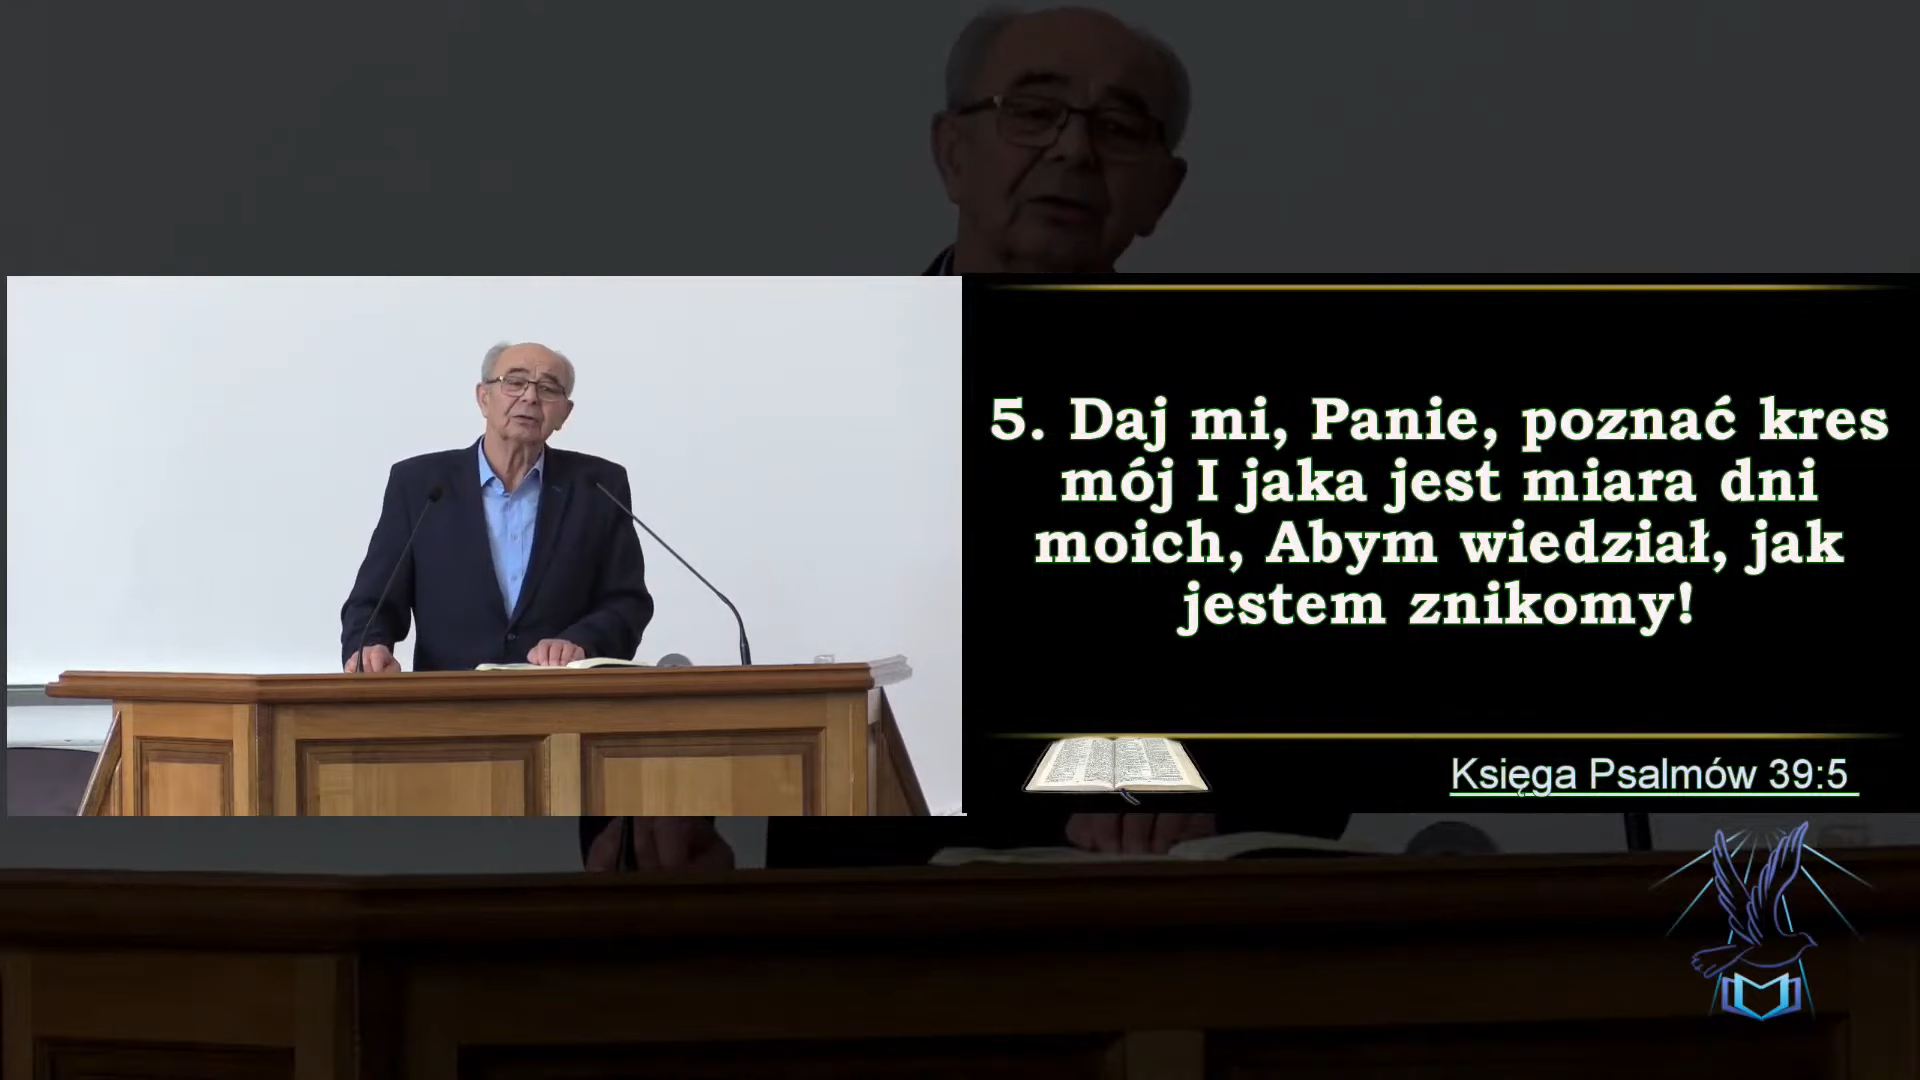 5. Daj mi, Panie, poznać kres
mój I jaka jest miara dni
moich, Abym wiedział, jak
jestem znikomy!
Księga Psalmów 39:5